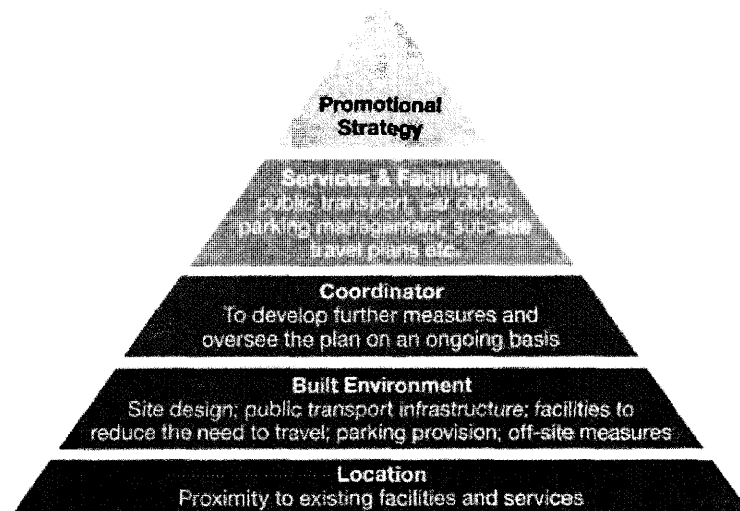 Promotional
Strategy
Services & Facilities
public transport, car clubs,
parking management, sub-site
travel plans etc
Coordinator
To develop further measures and
oversee the plan on an ongoing basis
Built Environment
Site design; public transport infrastructure; facilities to
reduce the need to travel; parking provision; off-site measures
Location
Proximity to existing facilities and services